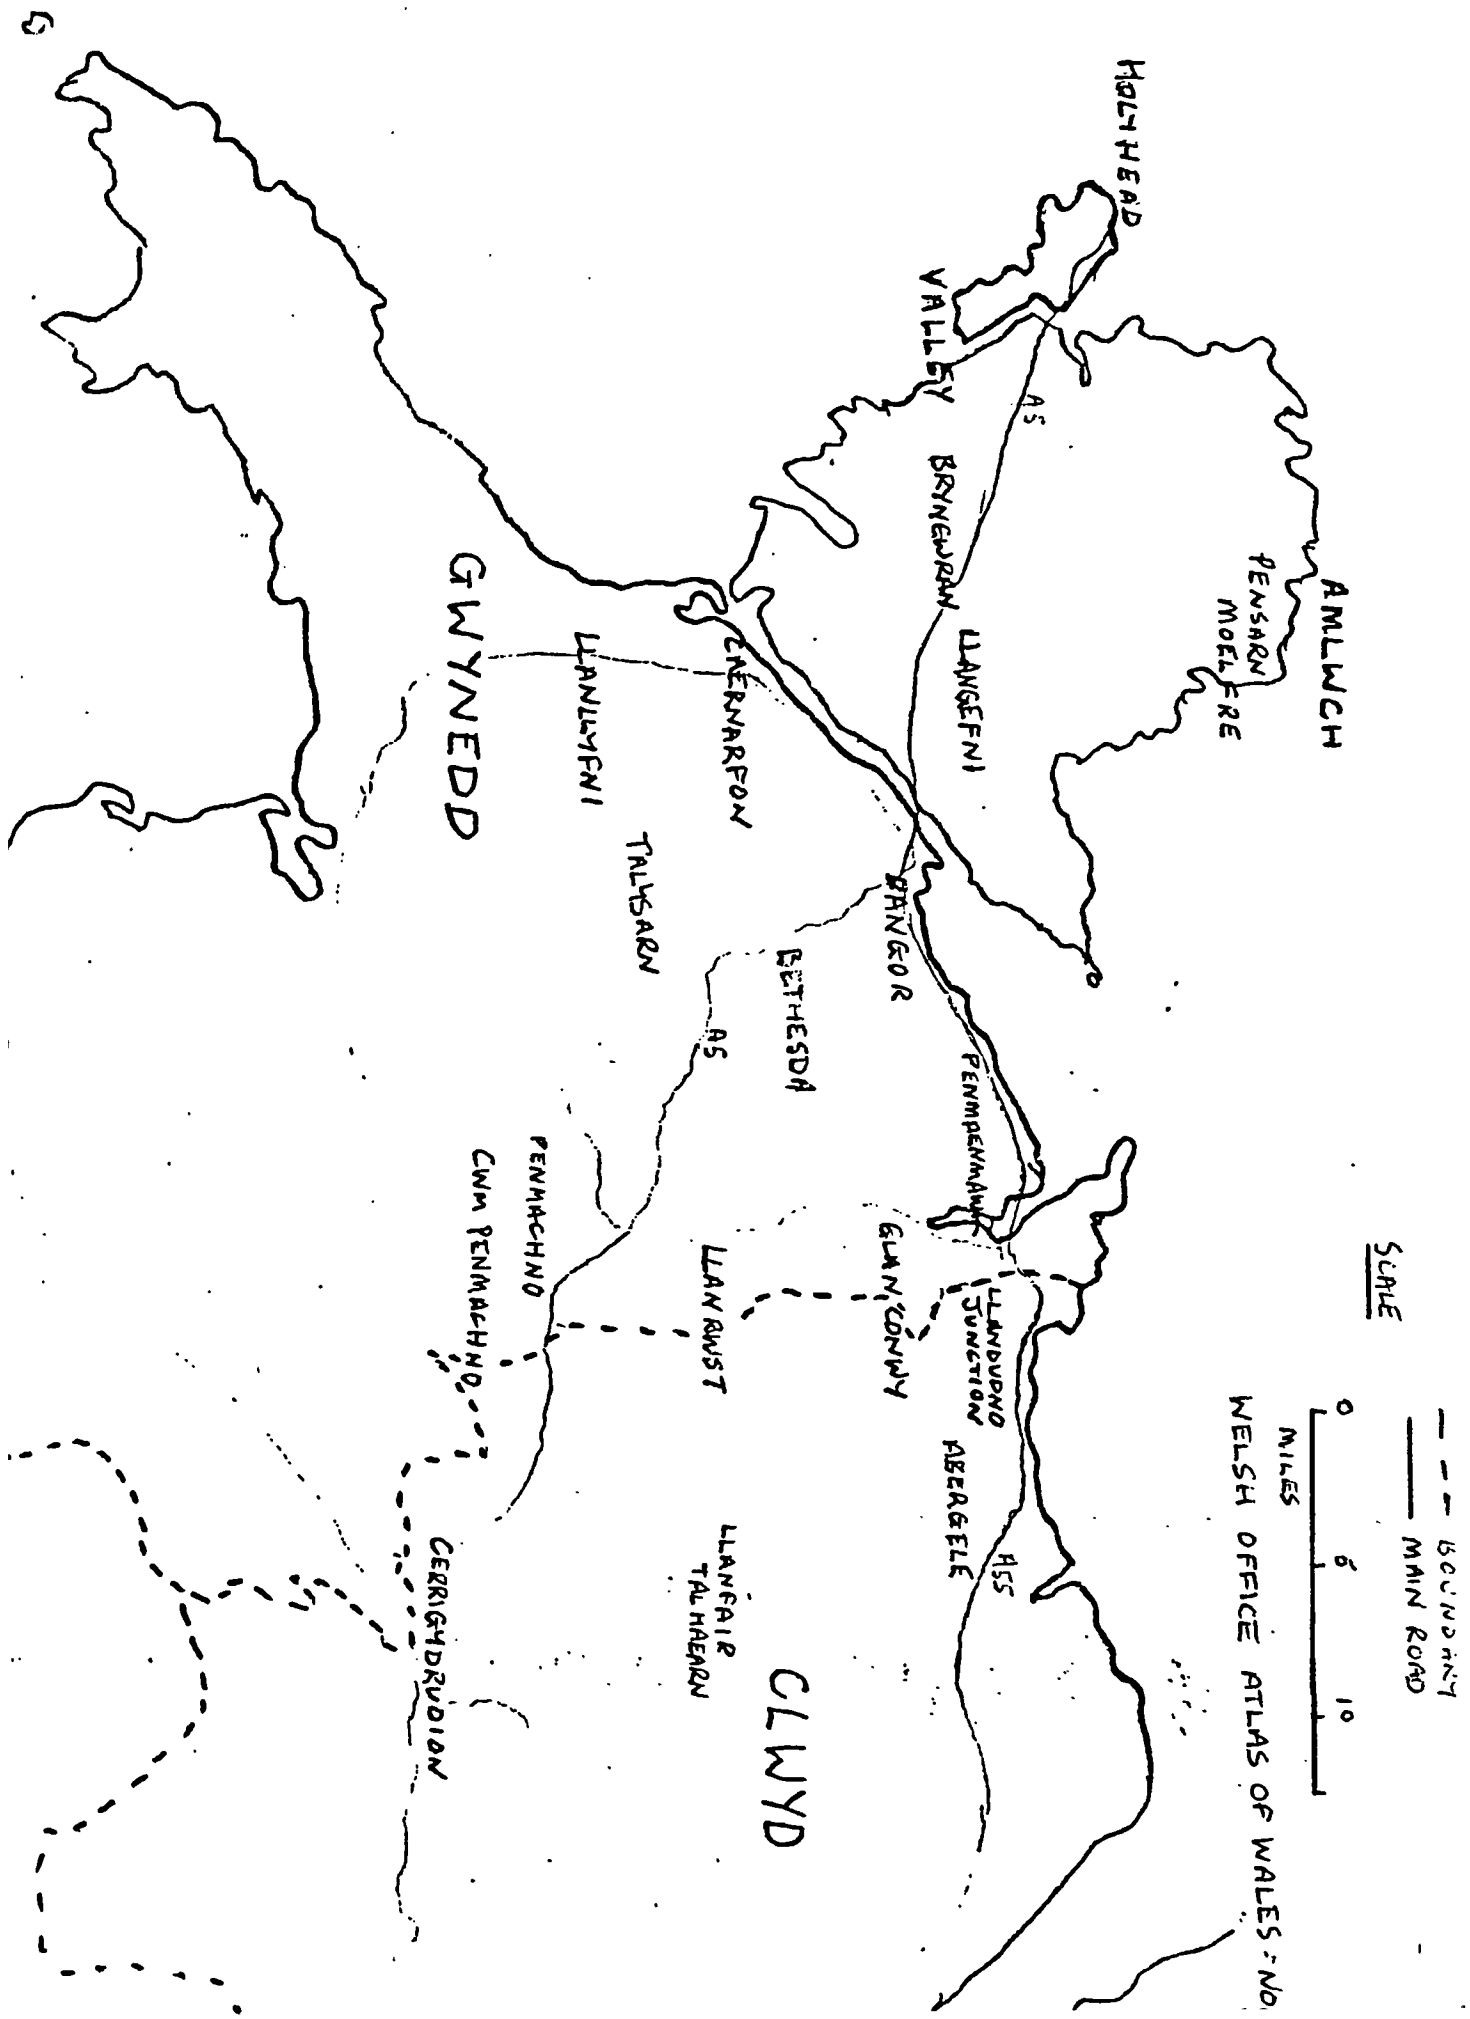 BOUNDARY
MAIN ROAD
SCALE
0 5 10
MILES
WELSH OFFICE ATLAS OF WALES : NO
AMLWCH
PENSARN
MOELFRE
HOLYHEAD
VALLEY
A5
BRYNEWRAN
LLANGEFNI
BANGOR
PENMAENMAWR
LLANDUDNO
JUNCTION
GLAN CONWY
ABERGELE
A55
CAERNARFON
BETHESDA
A5
LLANRWST
LLANFAIR
TALHAEARN
CLWYD
LLANLLYFNI
TALYSARN
GWYNEDD
PENMACHNO
CWM PENMACHNO
CERRIGYDRUDION